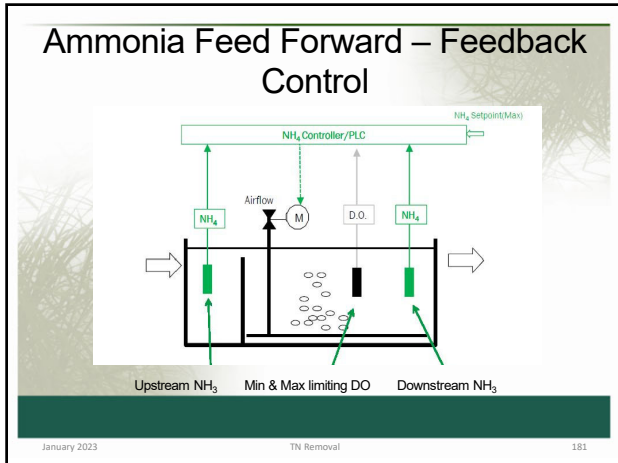 Ammonia Feed Forward – Feedback
Control
NH₄ Setpoint(Max)
NH₄ Controller/PLC
Airflow
NH₄
M
D.O.
NH₄
Upstream NH₃
Min & Max limiting DO
Downstream NH₃
January 2023
TN Removal
181